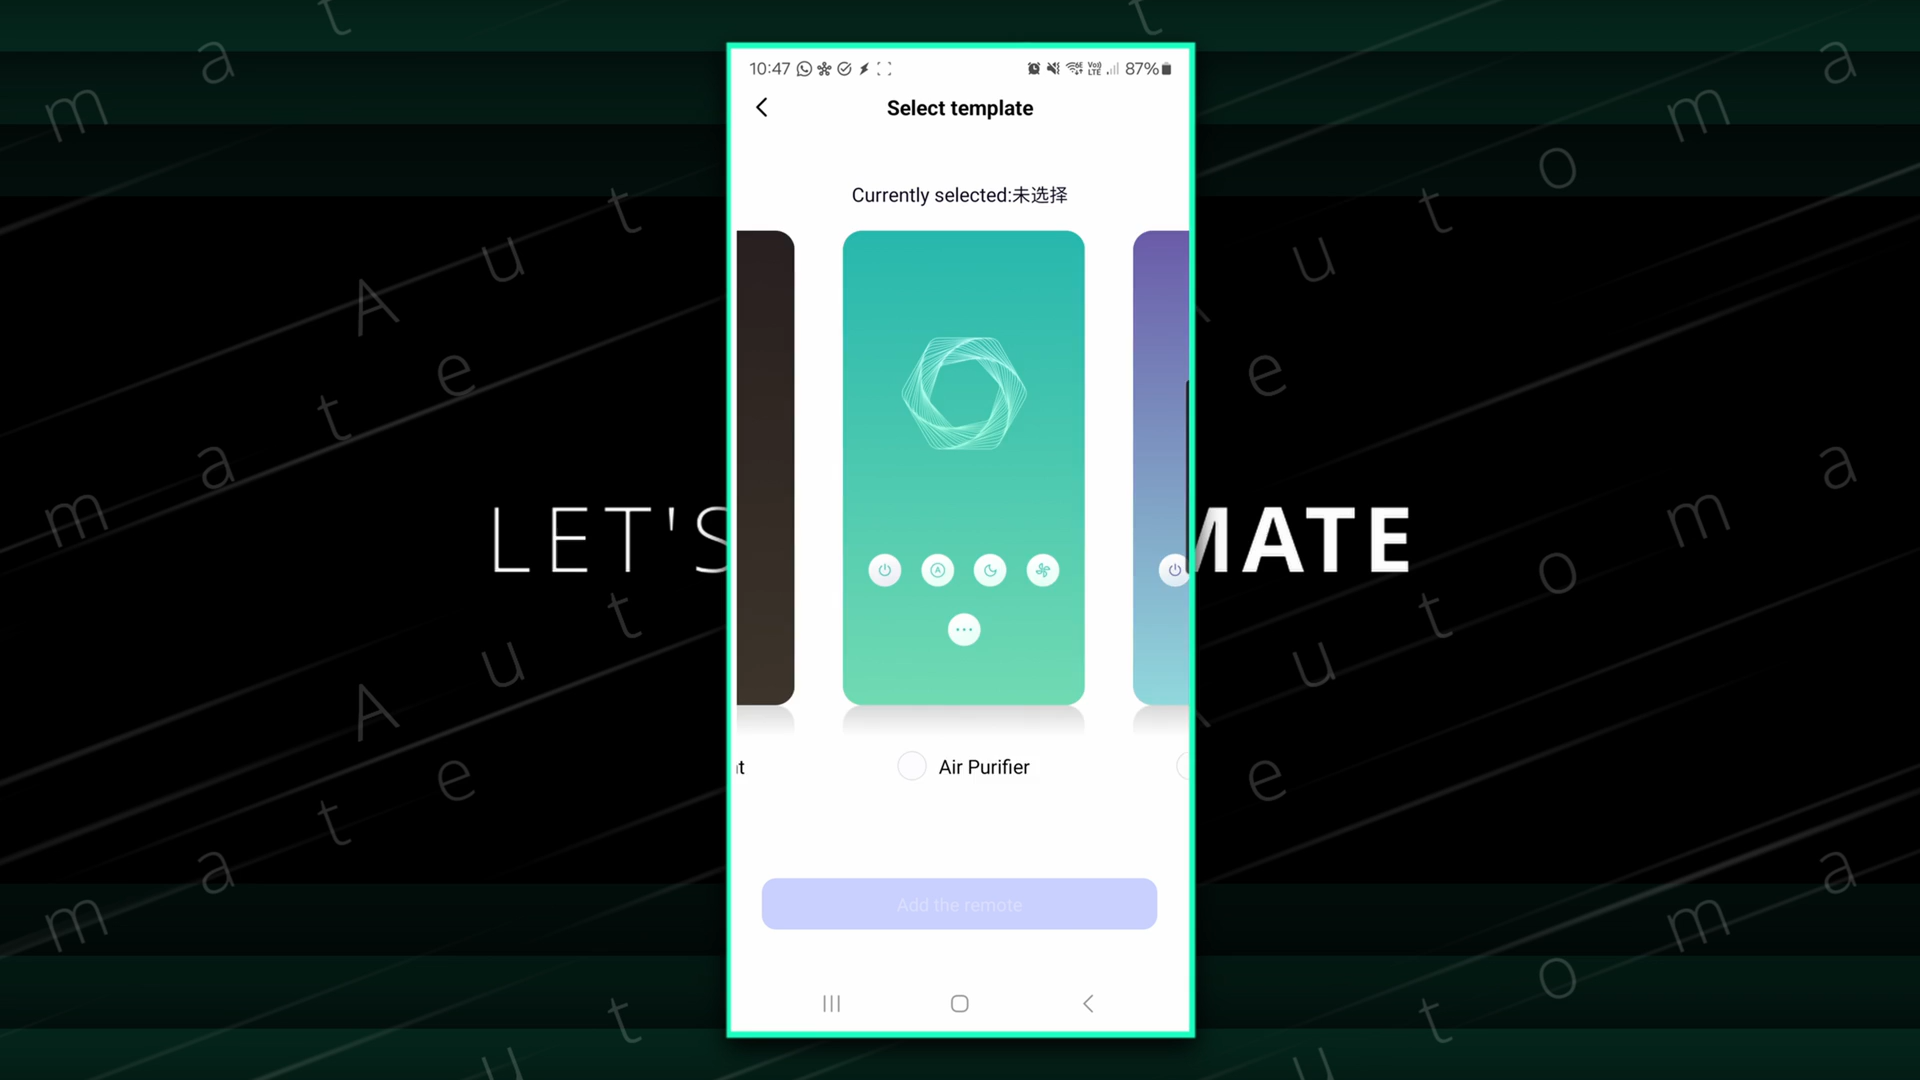 10:47 87%
Select template
Currently selected:未选择
LET'S MATE
Air Purifier
Add the remote